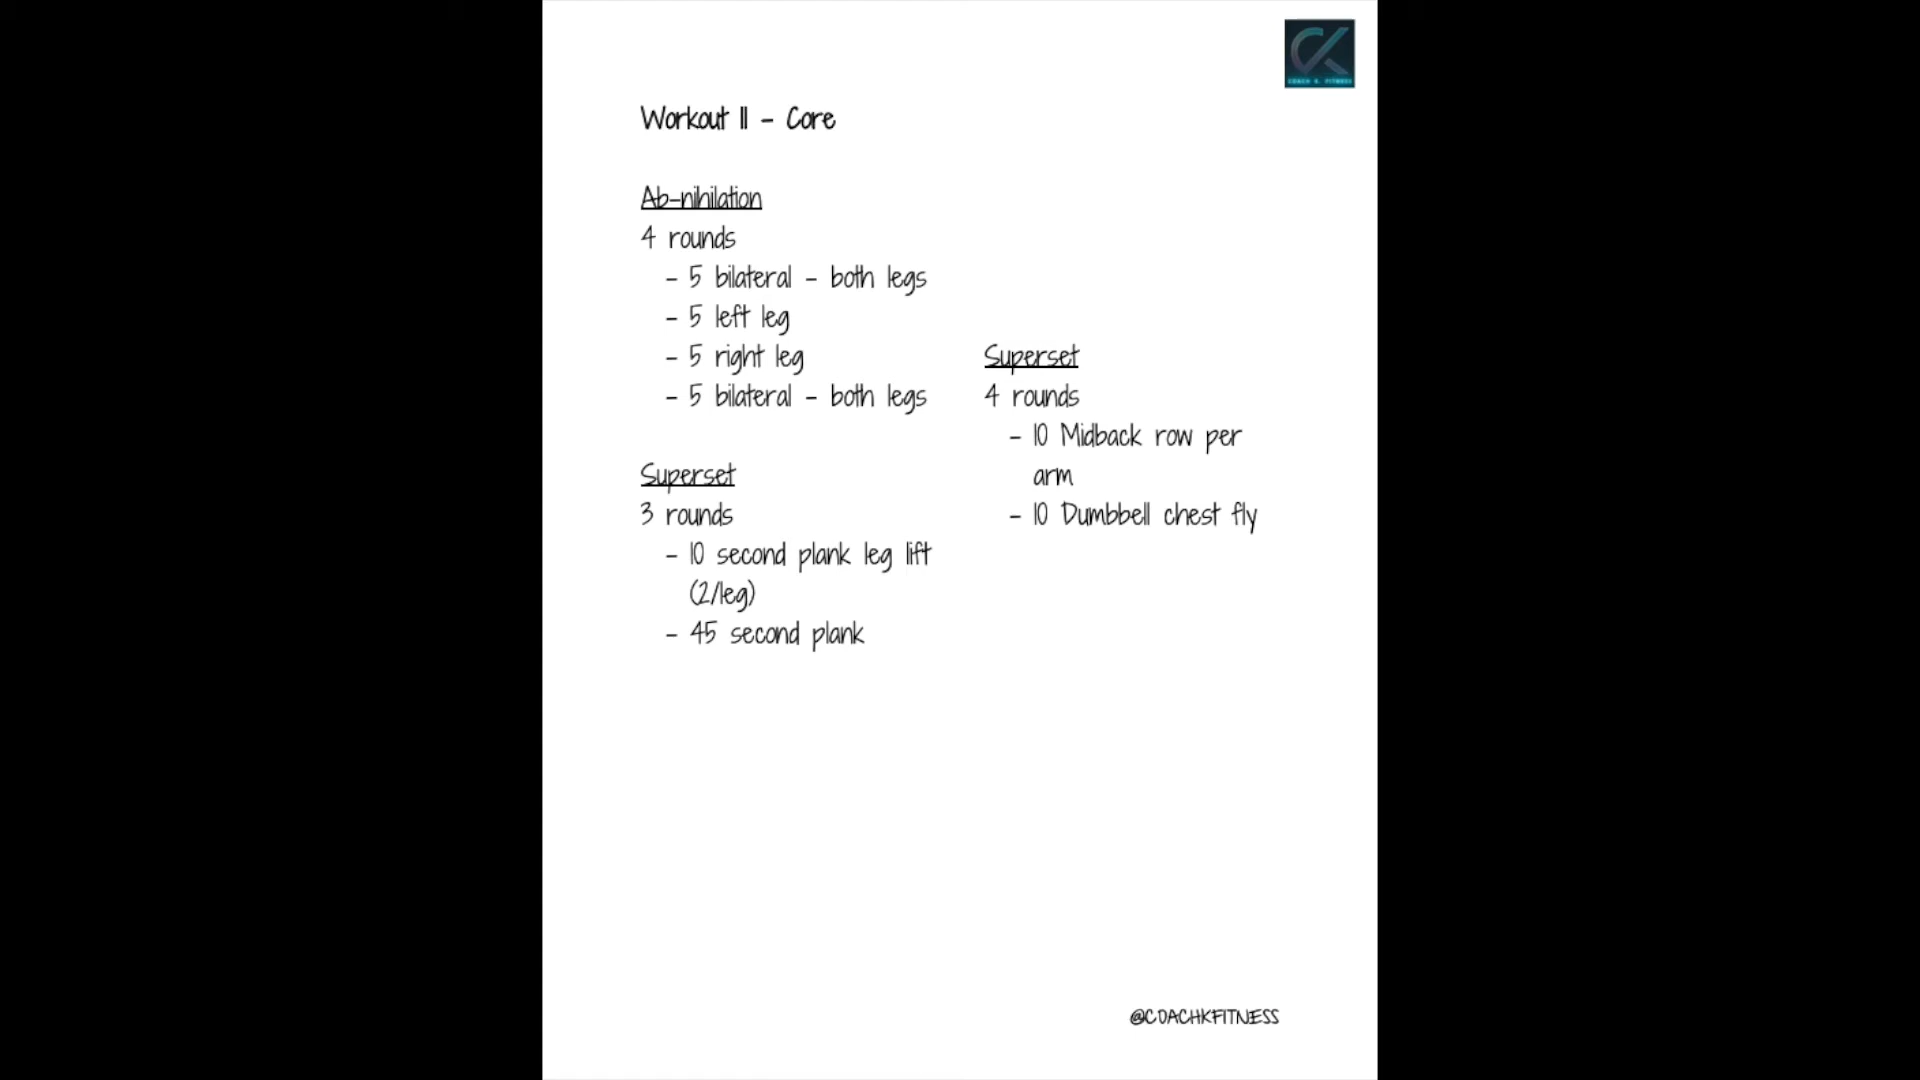 COACH K. FITNESS
Workout 11 - Core
Ab-nihilation
4 rounds
- 5 bilateral - both legs
- 5 left leg
- 5 right leg
- 5 bilateral - both legs
Superset
3 rounds
- 10 second plank leg lift
(2/leg)
- 45 second plank
Superset
4 rounds
- 10 Midback row per
arm
- 10 Dumbbell chest fly
@COACHKFITNESS